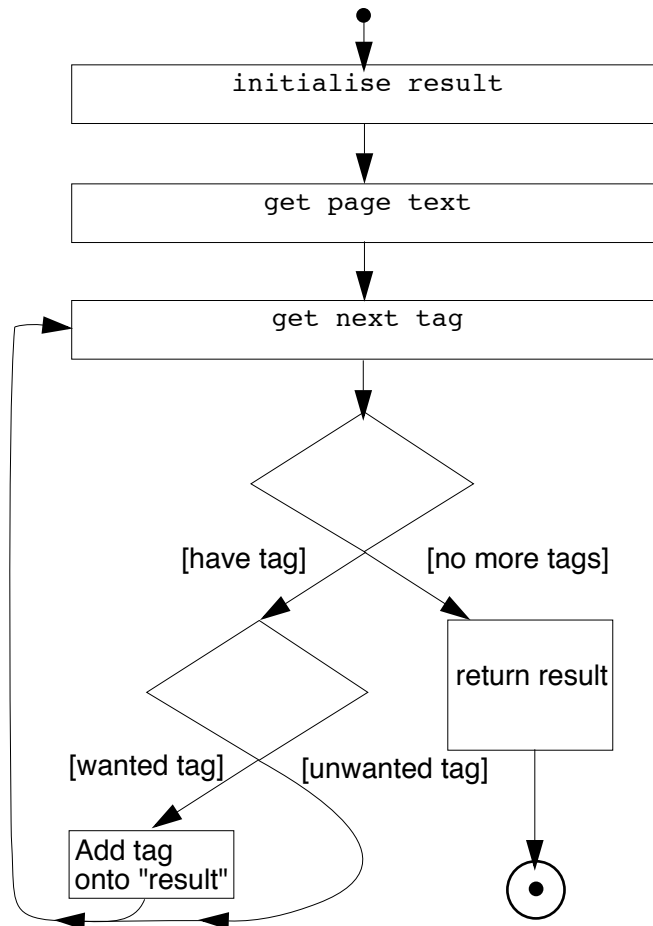 initialise result
get page text
get next tag
[have tag]
[no more tags]
return result
[wanted tag]
[unwanted tag]
Add tag
onto "result"